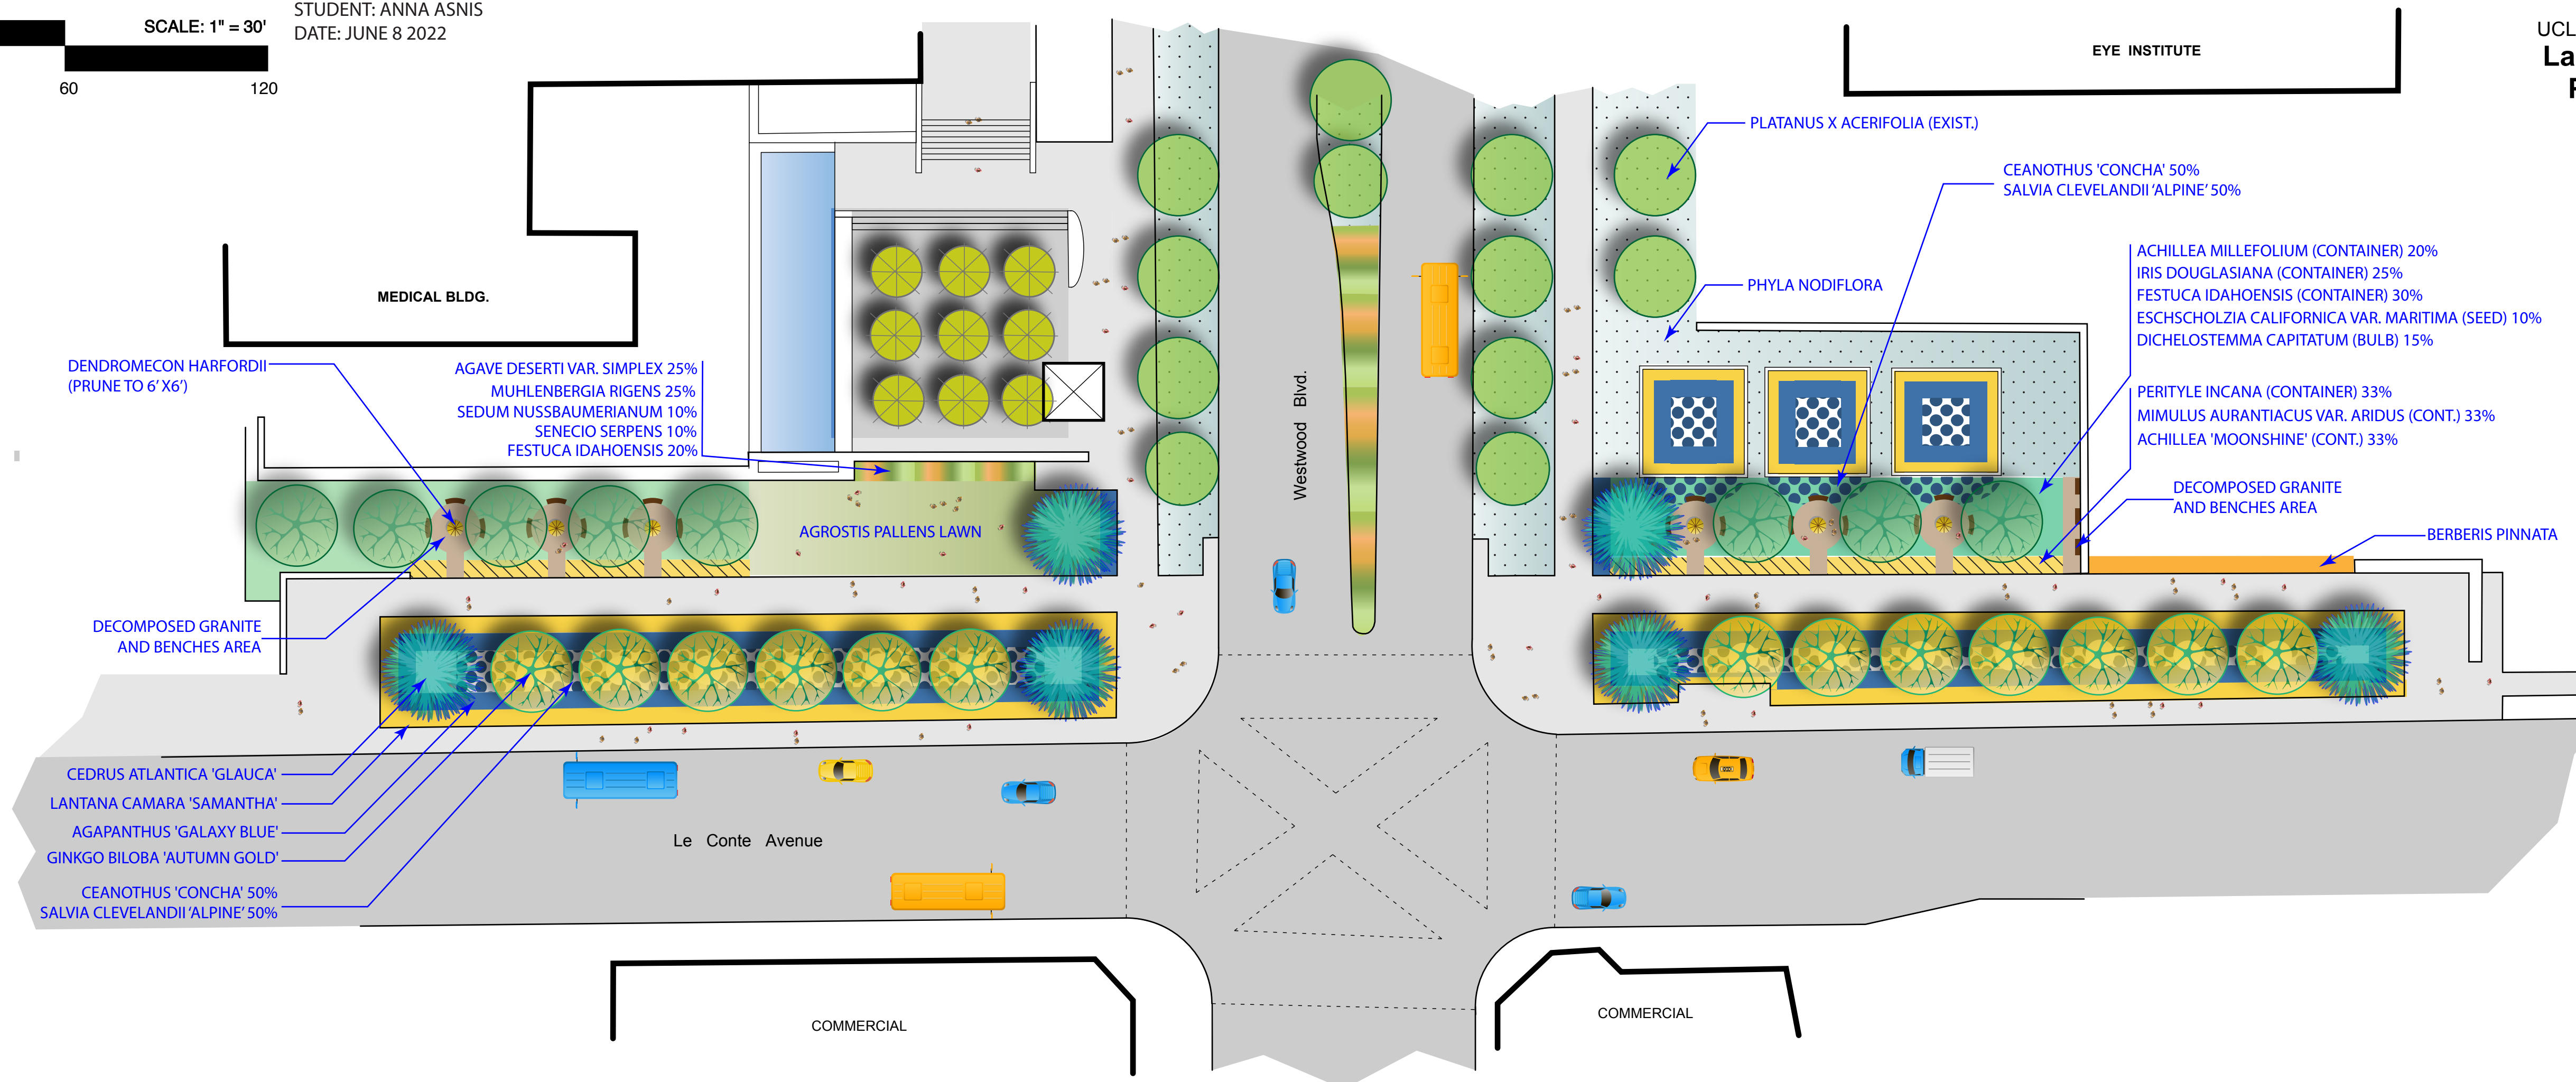 SCALE: 1" = 30'
60
120
STUDENT: ANNA ASNIS
DATE: JUNE 8 2022
UCL
La
EYE INSTITUTE
MEDICAL BLDG.
PLATANUS X ACERIFOLIA (EXIST.)
CEANOTHUS 'CONCHA' 50%
SALVIA CLEVELANDII 'ALPINE' 50%
PHYLA NODIFLORA
ACHILLEA MILLEFOLIUM (CONTAINER) 20%
IRIS DOUGLASIANA (CONTAINER) 25%
FESTUCA IDAHOENSIS (CONTAINER) 30%
ESCHSCHOLZIA CALIFORNICA VAR. MARITIMA (SEED) 10%
DICHELOSTEMMA CAPITATUM (BULB) 15%
DENDROMECON HARFORDII
(PRUNE TO 6' X6')
AGAVE DESERTI VAR. SIMPLEX 25%
MUHLENBERGIA RIGENS 25%
SEDUM NUSSBAUMERIANUM 10%
SENECIO SERPENS 10%
FESTUCA IDAHOENSIS 20%
Westwood Blvd.
PERITYLE INCANA (CONTAINER) 33%
MIMULUS AURANTIACUS VAR. ARIDUS (CONT.) 33%
ACHILLEA 'MOONSHINE' (CONT.) 33%
DECOMPOSED GRANITE
AND BENCHES AREA
AGROSTIS PALLENS LAWN
BERBERIS PINNATA
DECOMPOSED GRANITE
AND BENCHES AREA
CEDRUS ATLANTICA 'GLAUCA'
LANTANA CAMARA 'SAMANTHA'
AGAPANTHUS 'GALAXY BLUE'
GINKGO BILOBA 'AUTUMN GOLD'
CEANOTHUS 'CONCHA' 50%
SALVIA CLEVELANDII 'ALPINE' 50%
Le Conte Avenue
COMMERCIAL
COMMERCIAL